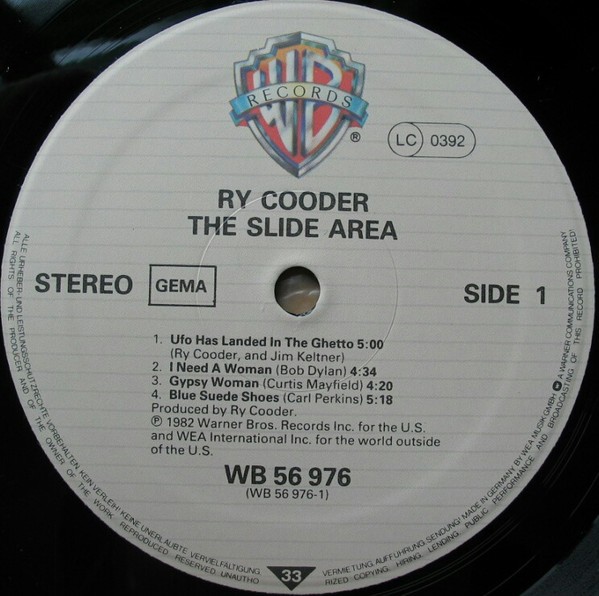 WB
RECORDS
®
LC 0392
RY COODER
THE SLIDE AREA
STEREO GEMA SIDE 1
1. Ufo Has Landed In The Ghetto 5:00
(Ry Cooder, and Jim Keltner)
2. I Need A Woman (Bob Dylan) 4:34
3. Gypsy Woman (Curtis Mayfield) 4:20
4. Blue Suede Shoes (Carl Perkins) 5:18
Produced by Ry Cooder.
℗ 1982 Warner Bros. Records Inc. for the U.S.
and WEA International Inc. for the world outside
of the U.S.
WB 56 976
(WB 56 976-1)
33
ALLE URHEBER- UND LEISTUNGSSCHUTZRECHTE VORBEHALTEN. KEIN VERLEIH! KEINE UNERLAUBTE VERVIELFÄLTIGUNG, VERMIETUNG, AUFFÜHRUNG, SENDUNG! MADE IN GERMANY BY WEA MUSIK GMBH A WARNER COMMUNICATIONS COMPANY
ALL RIGHTS OF THE PRODUCER AND OF THE OWNER OF THE WORK REPRODUCED RESERVED. UNAUTHORIZED COPYING, HIRING, LENDING, PUBLIC PERFORMANCE AND BROADCASTING OF THIS RECORD PROHIBITED!